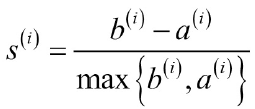 s^(i) = (b^(i) − a^(i)) / max{b^(i), a^(i)}